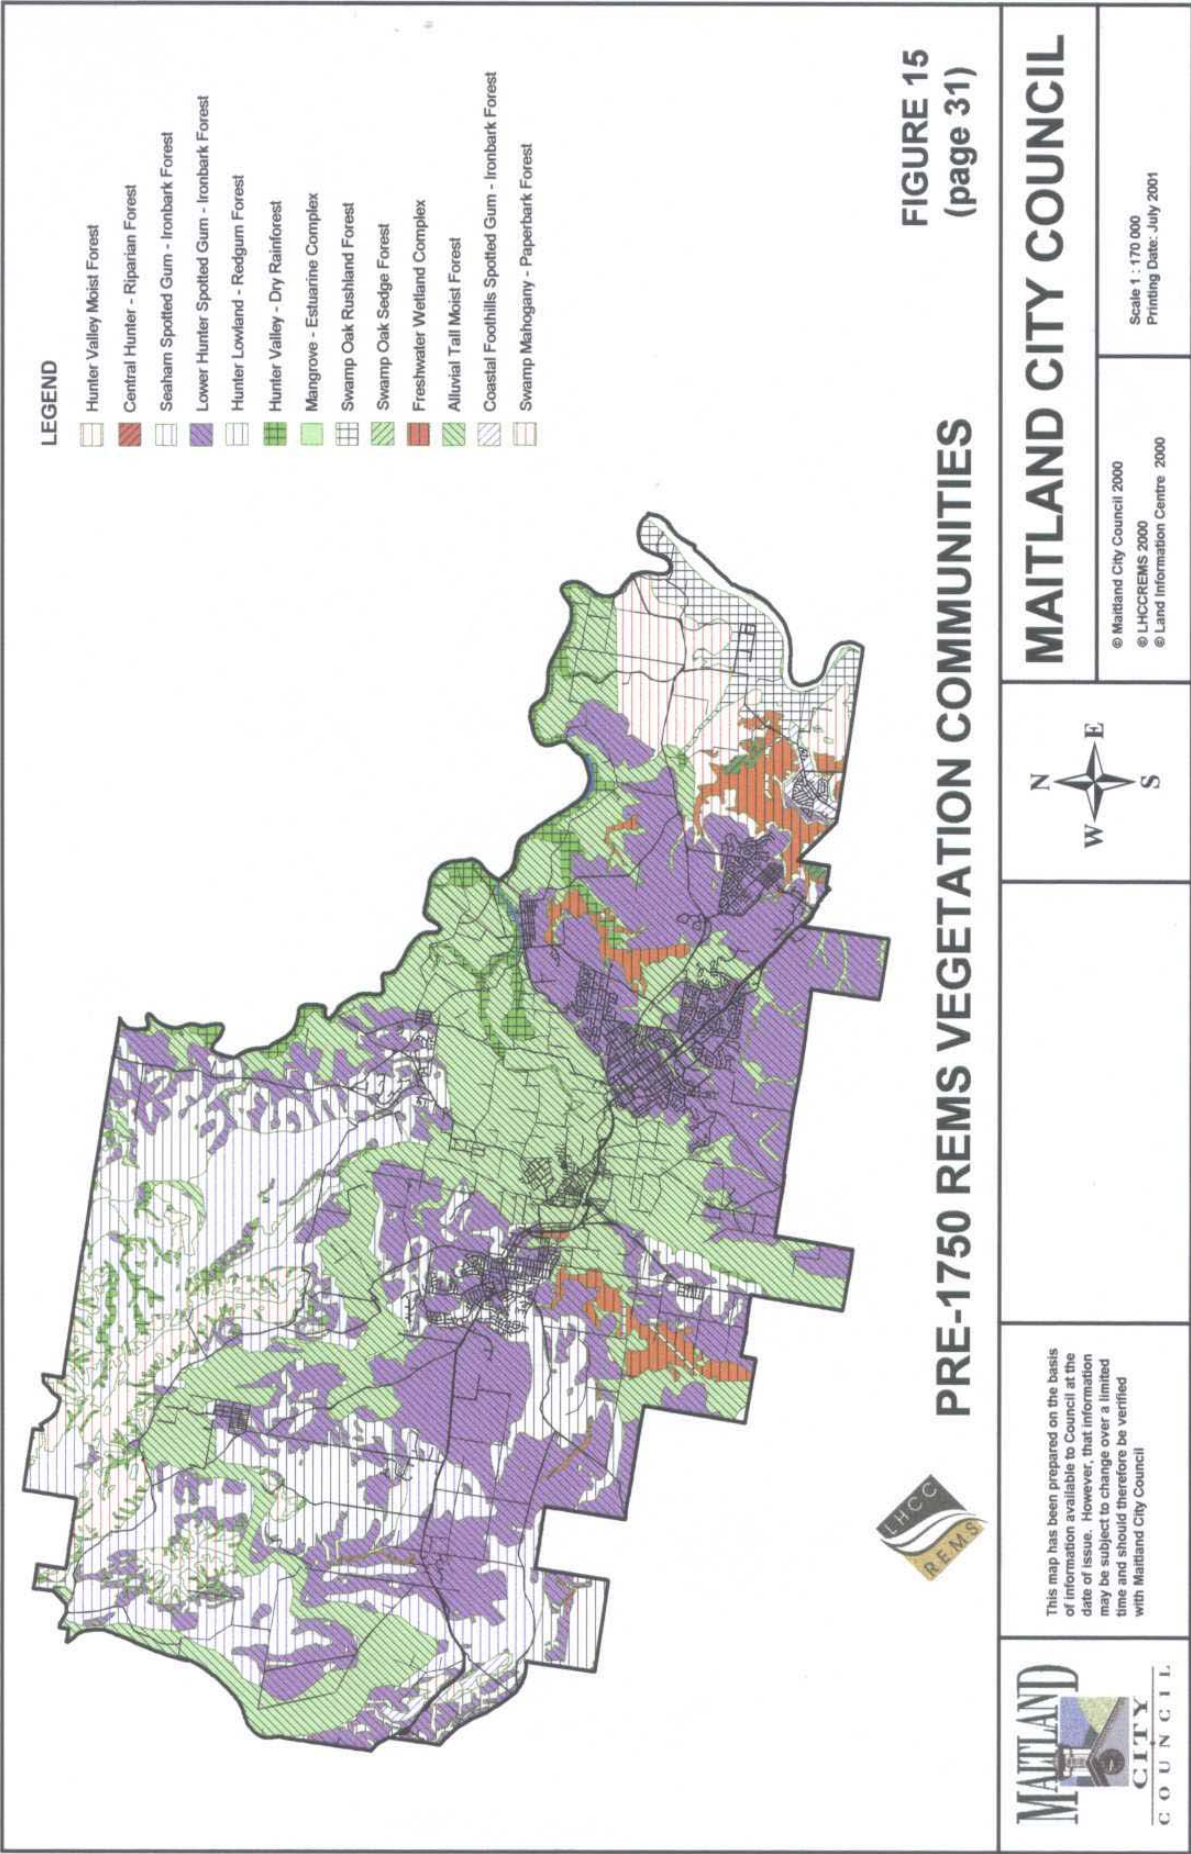 LEGEND
Hunter Valley Moist Forest
Central Hunter - Riparian Forest
Seaham Spotted Gum - Ironbark Forest
Lower Hunter Spotted Gum - Ironbark Forest
Hunter Lowland - Redgum Forest
Hunter Valley - Dry Rainforest
Mangrove - Estuarine Complex
Swamp Oak Rushland Forest
Swamp Oak Sedge Forest
Freshwater Wetland Complex
Alluvial Tall Moist Forest
Coastal Foothills Spotted Gum - Ironbark Forest
Swamp Mahogany - Paperbark Forest
LHCC
REMS
PRE-1750 REMS VEGETATION COMMUNITIES
FIGURE 15
(page 31)
MAITLAND
CITY
COUNCIL
This map has been prepared on the basis
of information available to Council at the
date of issue. However, that information
may be subject to change over a limited
time and should therefore be verified
with Maitland City Council
N
W
E
S
MAITLAND CITY COUNCIL
© Maitland City Council 2000
© LHCCREMS 2000
© Land Information Centre 2000
Scale 1 : 170 000
Printing Date: July 2001